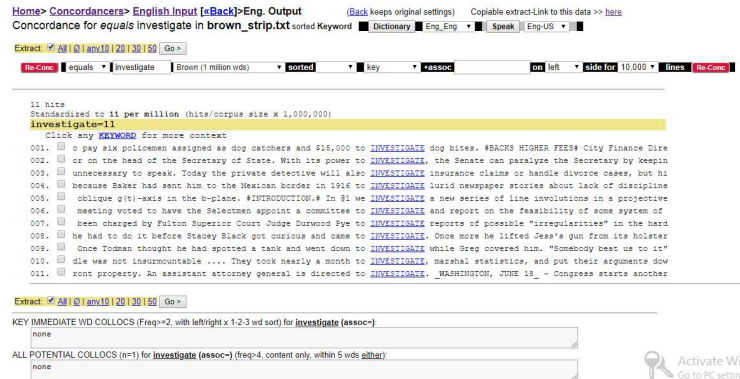 Home> Concordancers> English Input [«Back]>Eng. Output (Back keeps original settings) Copiable extract-Link to this data >> here
Concordance for equals investigate in brown_strip.txt sorted Keyword Dictionary Eng_Eng ▼ Speak Eng-US ▼
Extract: All | 0 | any10 | 20 | 30 | 50 Go >
Re-Conc equals ▼ investigate Brown (1 million wds) ▼ sorted ▼ key ▼ +assoc on left ▼ side for 10,000 ▼ lines Re-Conc
11 hits
Standardized to 11 per million (hits/corpus size x 1,000,000)
investigate=11
Click any KEYWORD for more context
001. o pay six policemen assigned as dog catchers and $15,000 to INVESTIGATE dog bites. #BACKS HIGHER FEES# City Finance Dire
002. or on the head of the Secretary of State. With its power to INVESTIGATE, the Senate can paralyze the Secretary by keepin
003. unnecessary to speak. Today the private detective will also INVESTIGATE insurance claims or handle divorce cases, but hi
004. because Baker had sent him to the Mexican border in 1916 to INVESTIGATE lurid newspaper stories about lack of discipline
005. oblique g(t)-axis in the b-plane. #INTRODUCTION.# In @1 we INVESTIGATE a new series of line involutions in a projective
006. meeting voted to have the Selectmen appoint a committee to INVESTIGATE and report on the feasibility of some system of
007. been charged by Fulton Superior Court Judge Durwood Pye to INVESTIGATE reports of possible "irregularities" in the hard
008. he had to do it before Stacey Black got curious and came to INVESTIGATE. Once more he lifted Jess's gun from its holster
009. Once Todman thought he had spotted a tank and went down to INVESTIGATE while Greg covered him. "Somebody beat us to it"
010. dle was not insurmountable .... They took nearly a month to INVESTIGATE, marshal statistics, and put their arguments dow
011. ront property. An assistant attorney general is directed to INVESTIGATE. _WASHINGTON, JUNE 18_ - Congress starts another
Extract: All | 0 | any10 | 20 | 30 | 50 Go >
KEY IMMEDIATE WD COLLOCS (Freq>=2, with left/right x 1-2-3 wd sort) for investigate (assoc=):
none
ALL POTENTIAL COLLOCS (n=1) for investigate (assoc=) (freq>4, content only, within 5 wds either):
none
Activate Wi
Go to PC settin